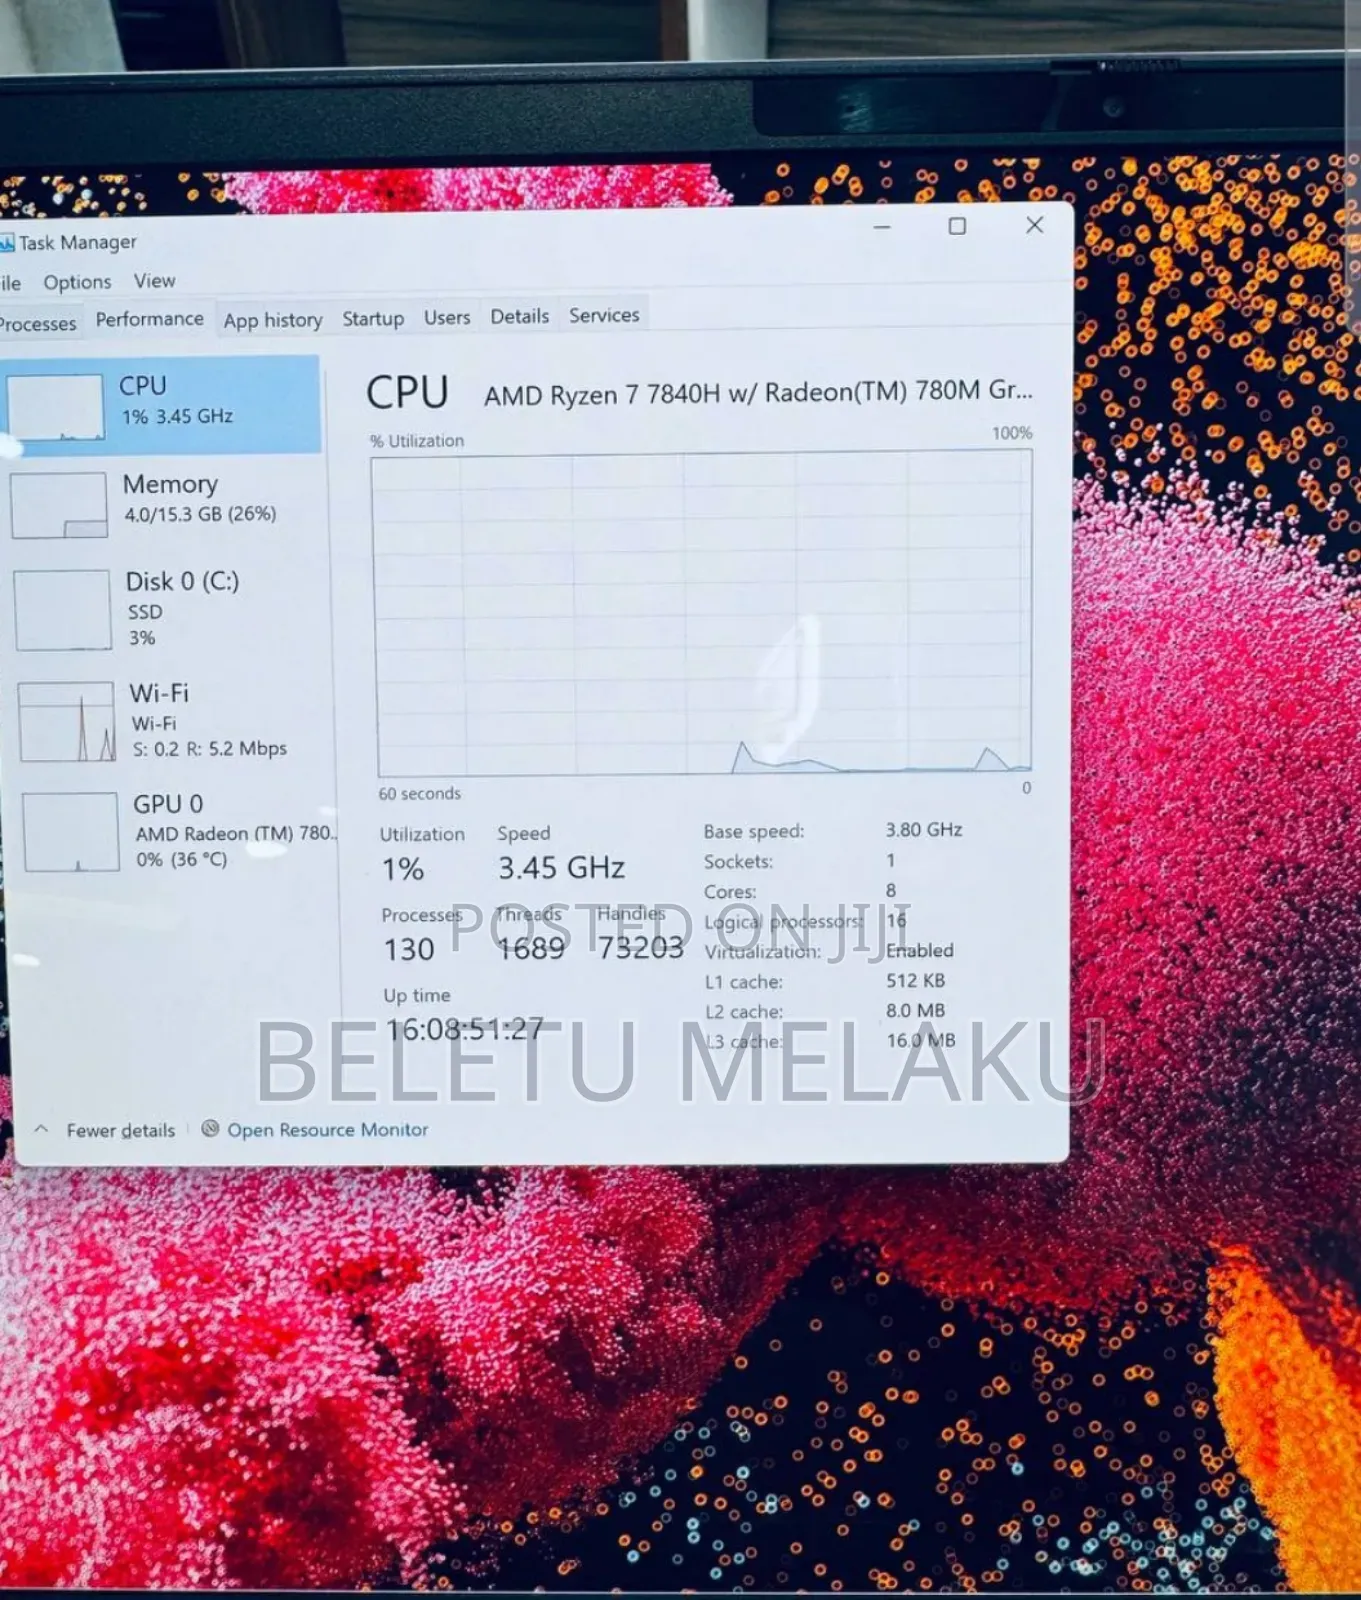 Task Manager
ile Options View
Processes Performance App history Startup Users Details Services
CPU
1% 3.45 GHz
Memory
4.0/15.3 GB (26%)
Disk 0 (C:)
SSD
3%
Wi-Fi
Wi-Fi
S: 0.2 R: 5.2 Mbps
GPU 0
AMD Radeon (TM) 780...
0% (36 °C)
CPU AMD Ryzen 7 7840H w/ Radeon(TM) 780M Gr...
% Utilization 100%
60 seconds 0
Utilization Speed
1% 3.45 GHz
Processes Threads Handles
130 1689 73203
Up time
16:08:51:27
Base speed: 3.80 GHz
Sockets: 1
Cores: 8
Logical processors: 16
Virtualization: Enabled
L1 cache: 512 KB
L2 cache: 8.0 MB
L3 cache: 16.0 MB
POSTED ON JIJI
BELETU MELAKU
Fewer details Open Resource Monitor